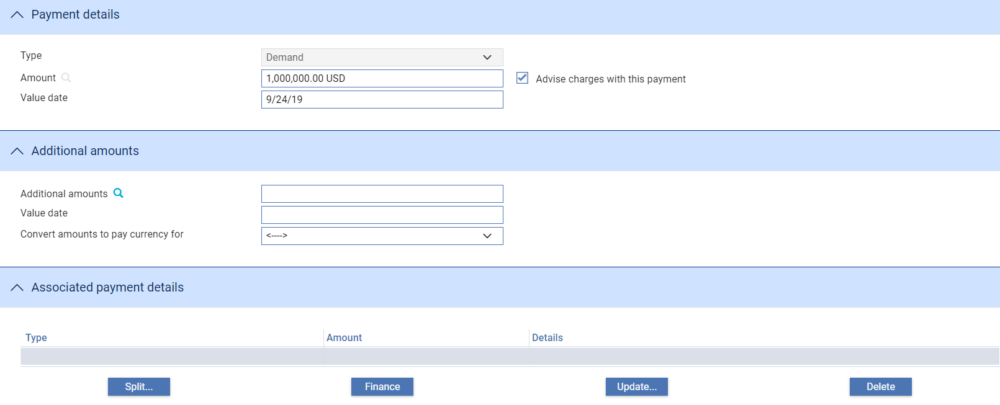 Payment details
Type
Demand
Amount
1,000,000.00 USD
Advise charges with this payment
Value date
9/24/19
Additional amounts
Additional amounts
Value date
Convert amounts to pay currency for
<---->
Associated payment details
Type Amount Details
Split... Finance Update... Delete